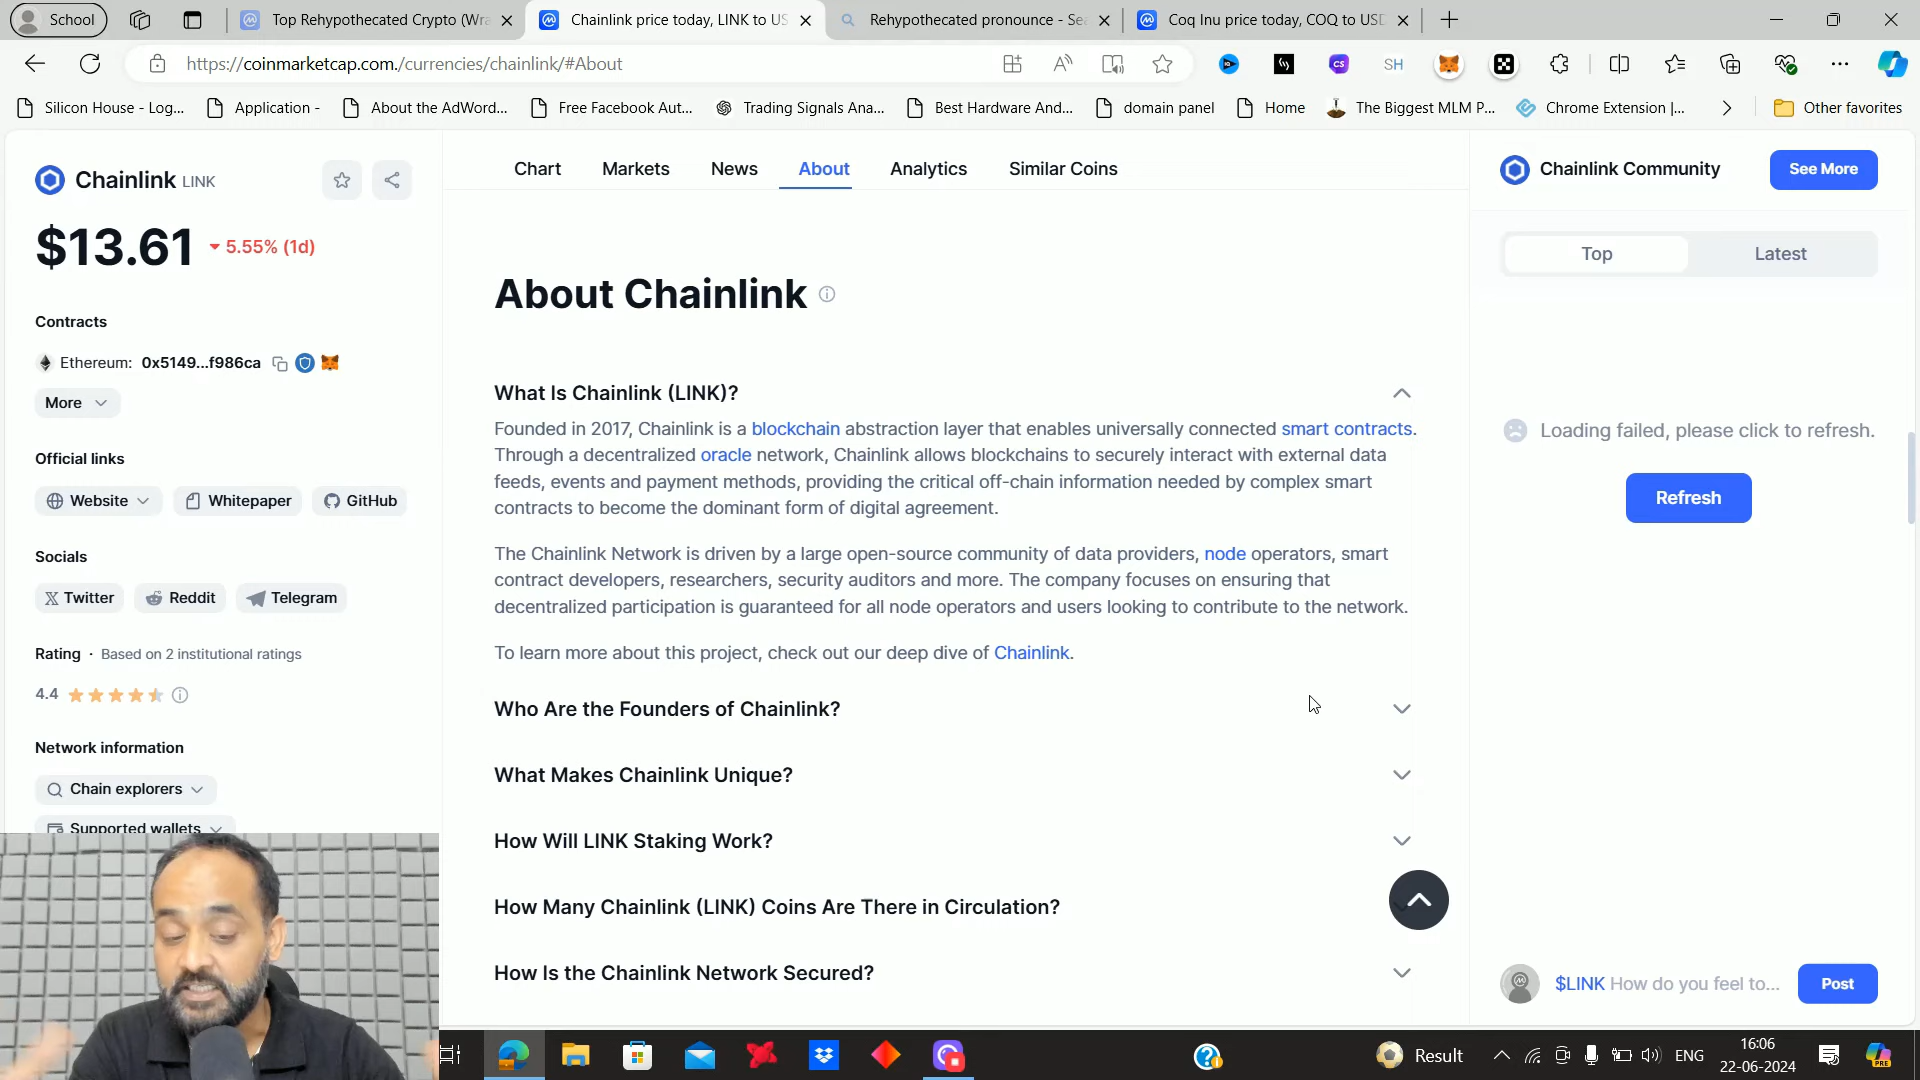 School
Top Rehypothecated Crypto (Wra
Chainlink price today, LINK to US
Rehypothecated pronounce - Sea
Coq Inu price today, COQ to USD
https://coinmarketcap.com./currencies/chainlink/#About
CS
SH
Silicon House - Log...
Application -
About the AdWord...
Free Facebook Aut...
Trading Signals Ana...
Best Hardware And...
domain panel
Home
The Biggest MLM P...
Chrome Extension |...
Other favorites
Chainlink LINK
$13.61
5.55% (1d)
Contracts
Ethereum: 0x5149...f986ca
More
Official links
Website
Whitepaper
GitHub
Socials
Twitter
Reddit
Telegram
Rating · Based on 2 institutional ratings
4.4
Network information
Chain explorers
Supported wallets
Chart
Markets
News
About
Analytics
Similar Coins
About Chainlink
What Is Chainlink (LINK)?
Founded in 2017, Chainlink is a blockchain abstraction layer that enables universally connected smart contracts.
Through a decentralized oracle network, Chainlink allows blockchains to securely interact with external data
feeds, events and payment methods, providing the critical off-chain information needed by complex smart
contracts to become the dominant form of digital agreement.
The Chainlink Network is driven by a large open-source community of data providers, node operators, smart
contract developers, researchers, security auditors and more. The company focuses on ensuring that
decentralized participation is guaranteed for all node operators and users looking to contribute to the network.
To learn more about this project, check out our deep dive of Chainlink.
Who Are the Founders of Chainlink?
What Makes Chainlink Unique?
How Will LINK Staking Work?
How Many Chainlink (LINK) Coins Are There in Circulation?
How Is the Chainlink Network Secured?
Chainlink Community
See More
Top
Latest
Loading failed, please click to refresh.
Refresh
$LINK How do you feel to...
Post
Result
ENG
16:06
22-06-2024
PRE